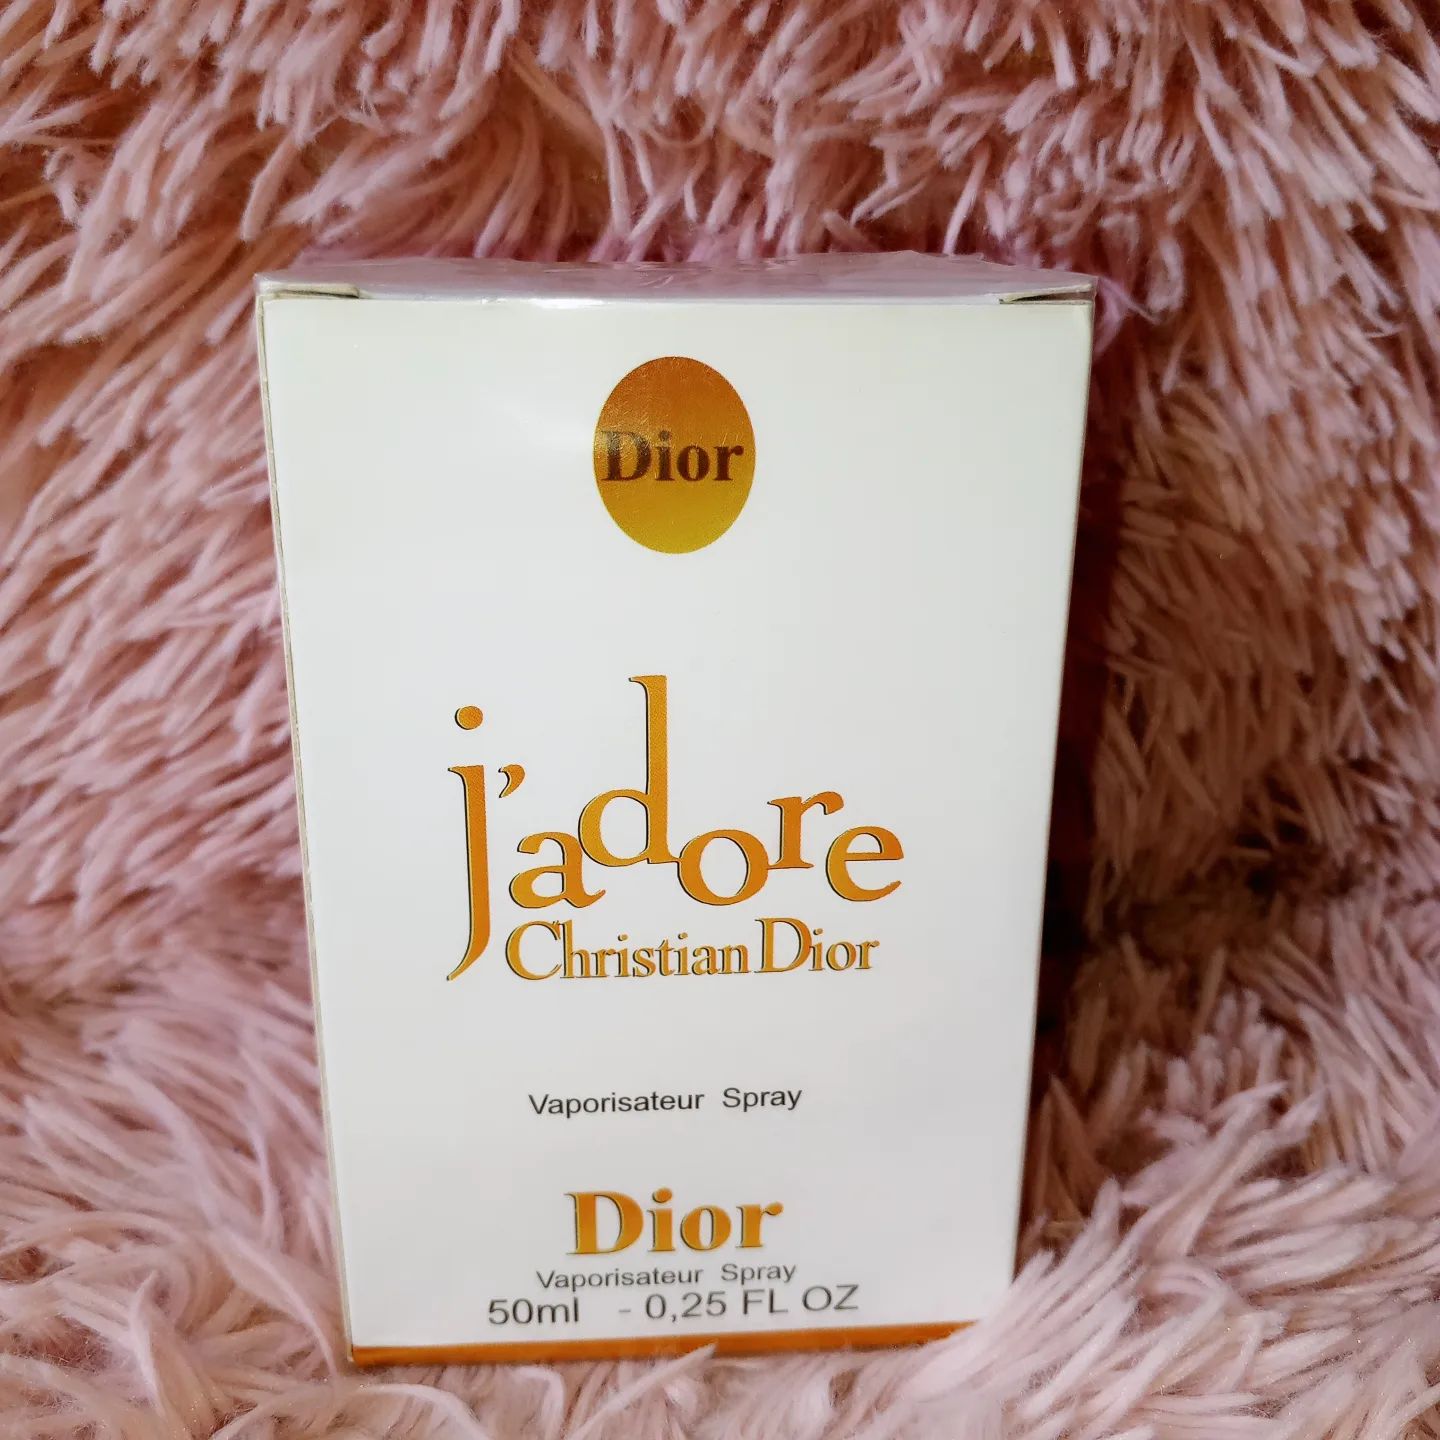 Dior
j'adore
Christian Dior
Vaporisateur Spray
Dior
Vaporisateur Spray
50ml - 0,25 FL OZ